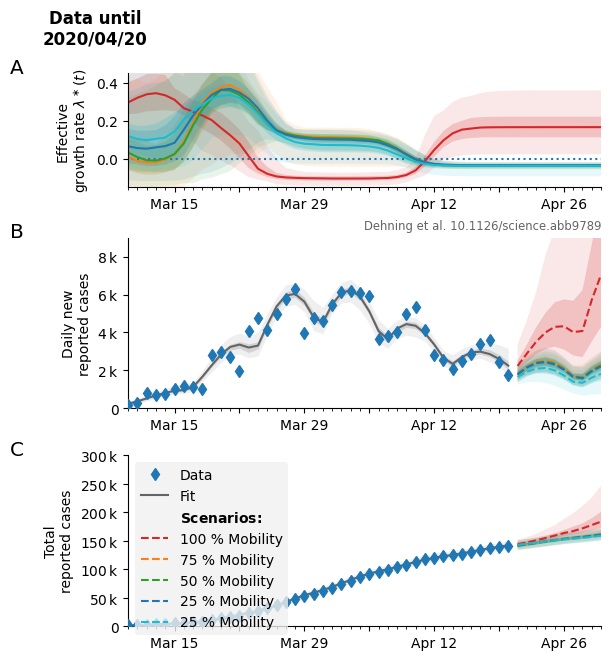 Data until
2020/04/20
A
Effective
growth rate λ * (t)
0.4
0.2
0.0
Mar 15
Mar 29
Apr 12
Apr 26
Dehning et al. 10.1126/science.abb9789
B
Daily new
reported cases
8 k
6 k
4 k
2 k
0
Mar 15
Mar 29
Apr 12
Apr 26
C
Total
reported cases
300 k
250 k
200 k
150 k
100 k
50 k
0
Data
Fit
Scenarios:
100 % Mobility
75 % Mobility
50 % Mobility
25 % Mobility
25 % Mobility
Mar 15
Mar 29
Apr 12
Apr 26